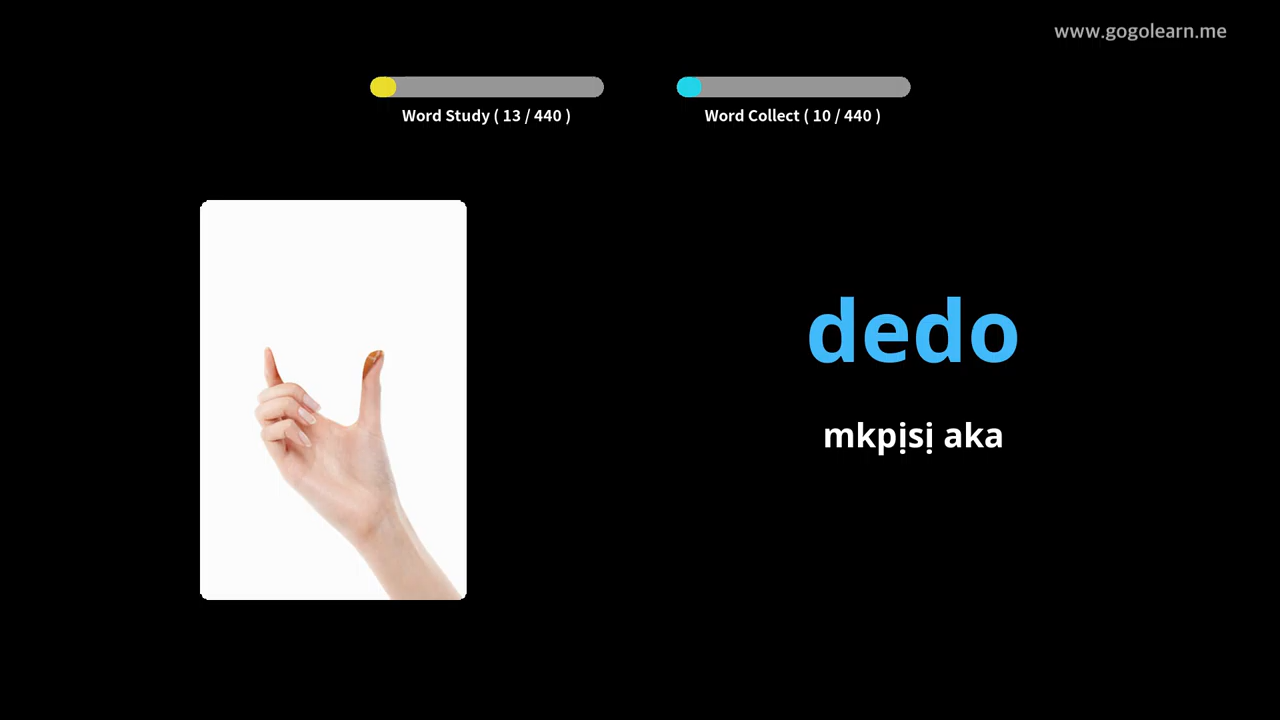 www.gogolearn.me
Word Study ( 13 / 440 )
Word Collect ( 10 / 440 )
dedo
mkpịsị aka